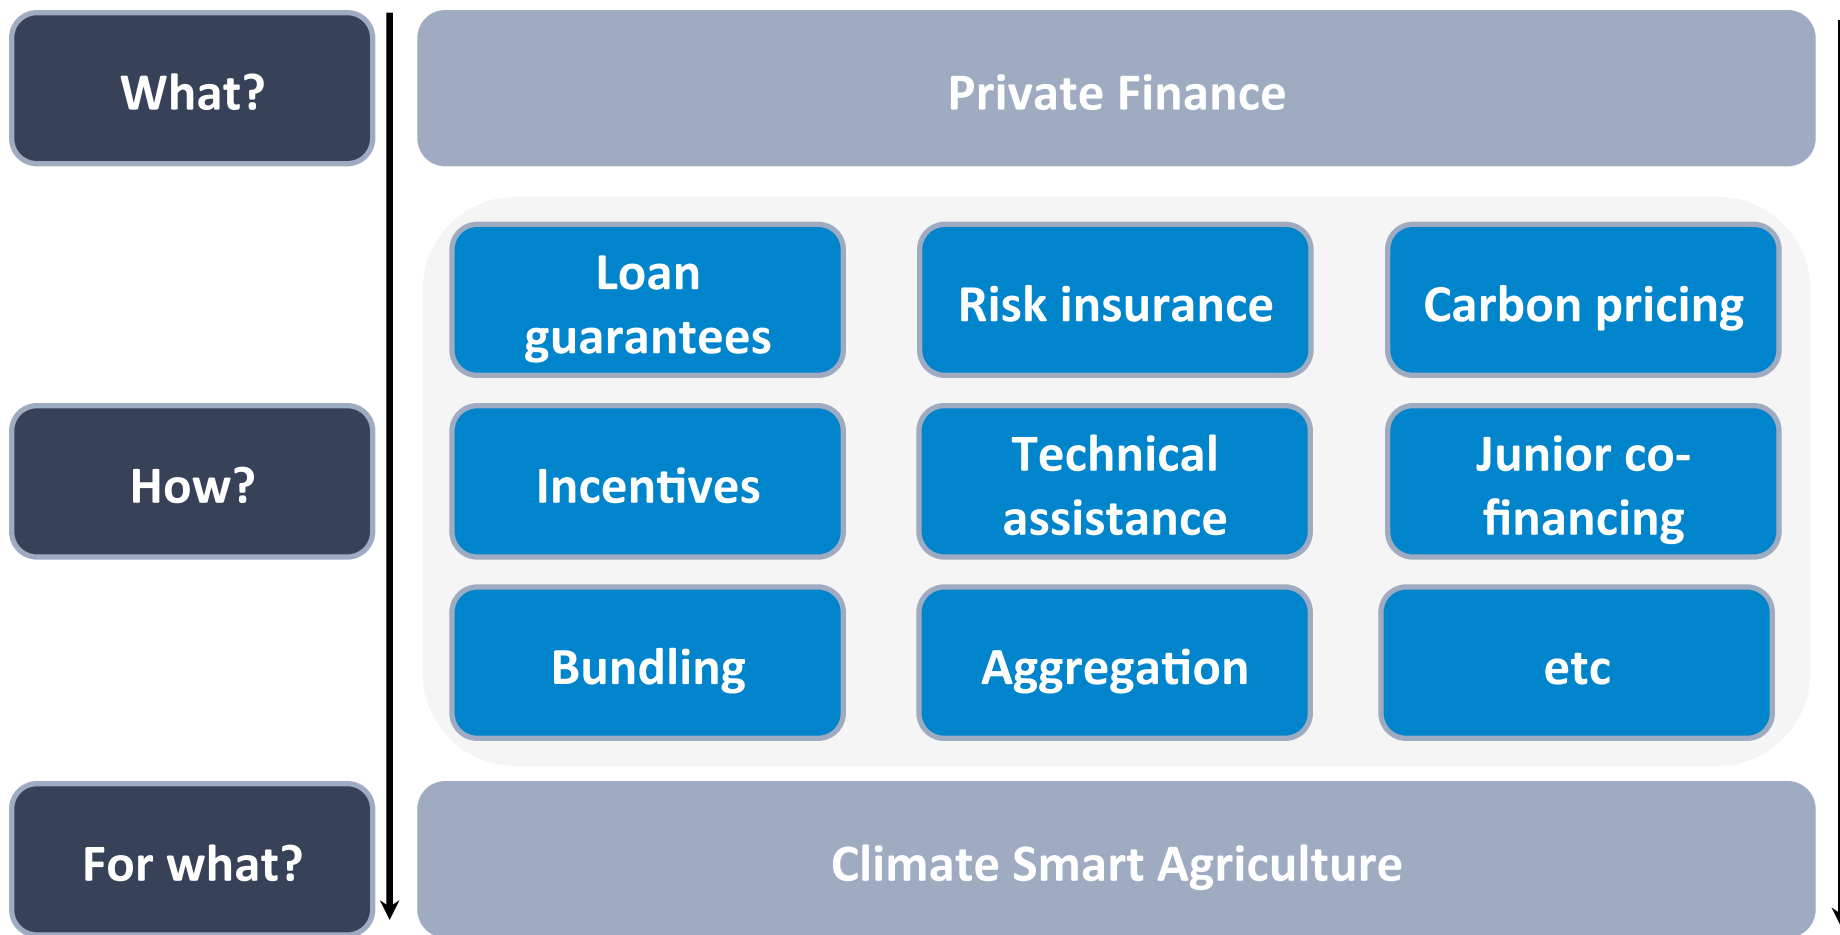 What?
Private Finance
Loan
guarantees
Risk insurance
Carbon pricing
How?
Incentives
Technical
assistance
Junior co-
financing
Bundling
Aggregation
etc
For what?
Climate Smart Agriculture